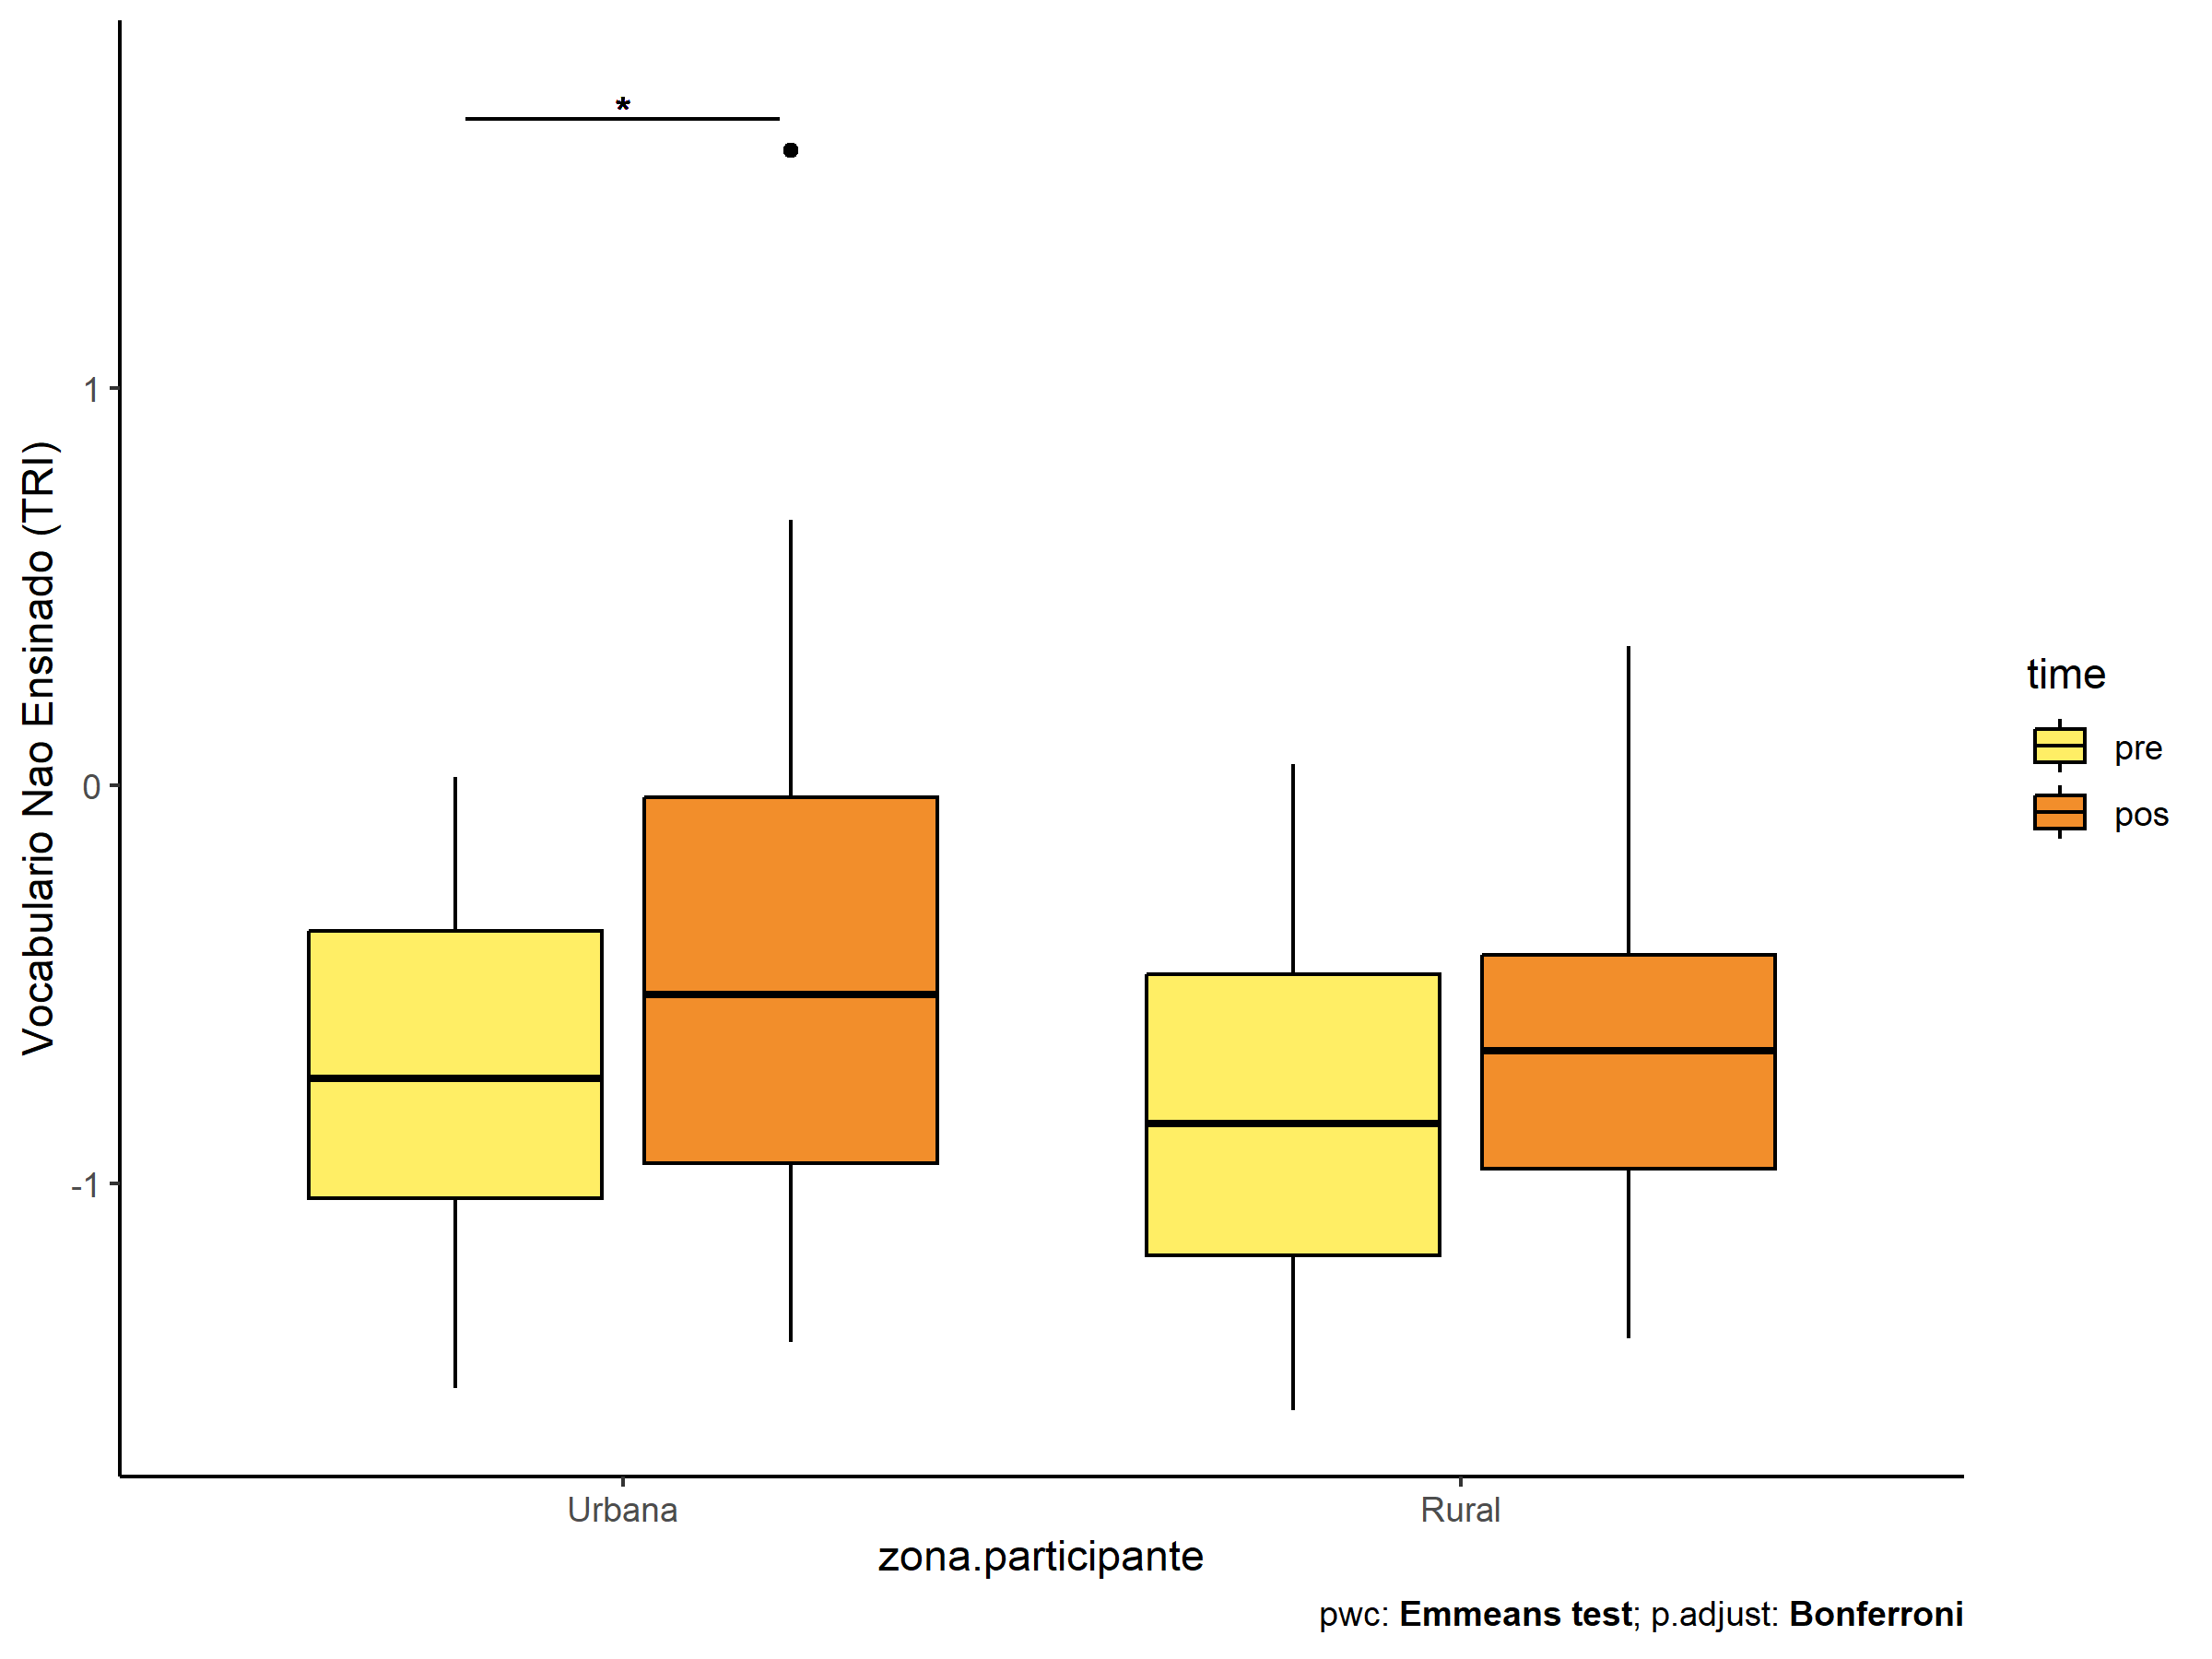 *
1
0
-1
Vocabulario Nao Ensinado (TRI)
Urbana
Rural
zona.participante
time
pre
pos
pwc: Emmeans test; p.adjust: Bonferroni